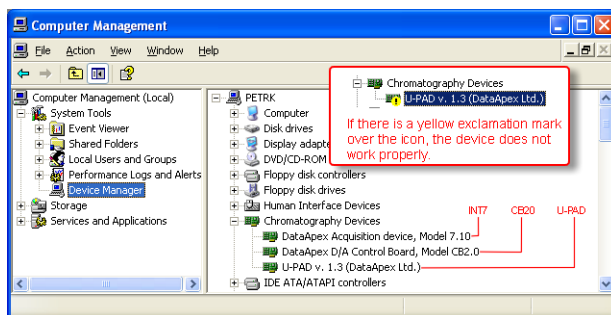 Computer Management
File Action View Window Help
Computer Management (Local)
System Tools
Event Viewer
Shared Folders
Local Users and Groups
Performance Logs and Alerts
Device Manager
Storage
Services and Applications
PETRK
Computer
Disk drives
Display adapte
DVD/CD-ROM
Floppy disk controllers
Floppy disk drives
Human Interface Devices
Chromatography Devices
DataApex Acquisition device, Model 7.10
DataApex D/A Control Board, Model CB2.0
U-PAD v. 1.3 (DataApex Ltd.)
IDE ATA/ATAPI controllers
Chromatography Devices
U-PAD v. 1.3 (DataApex Ltd.)
If there is a yellow exclamation mark
over the icon, the device does not
work properly.
INT7 CB20 U-PAD